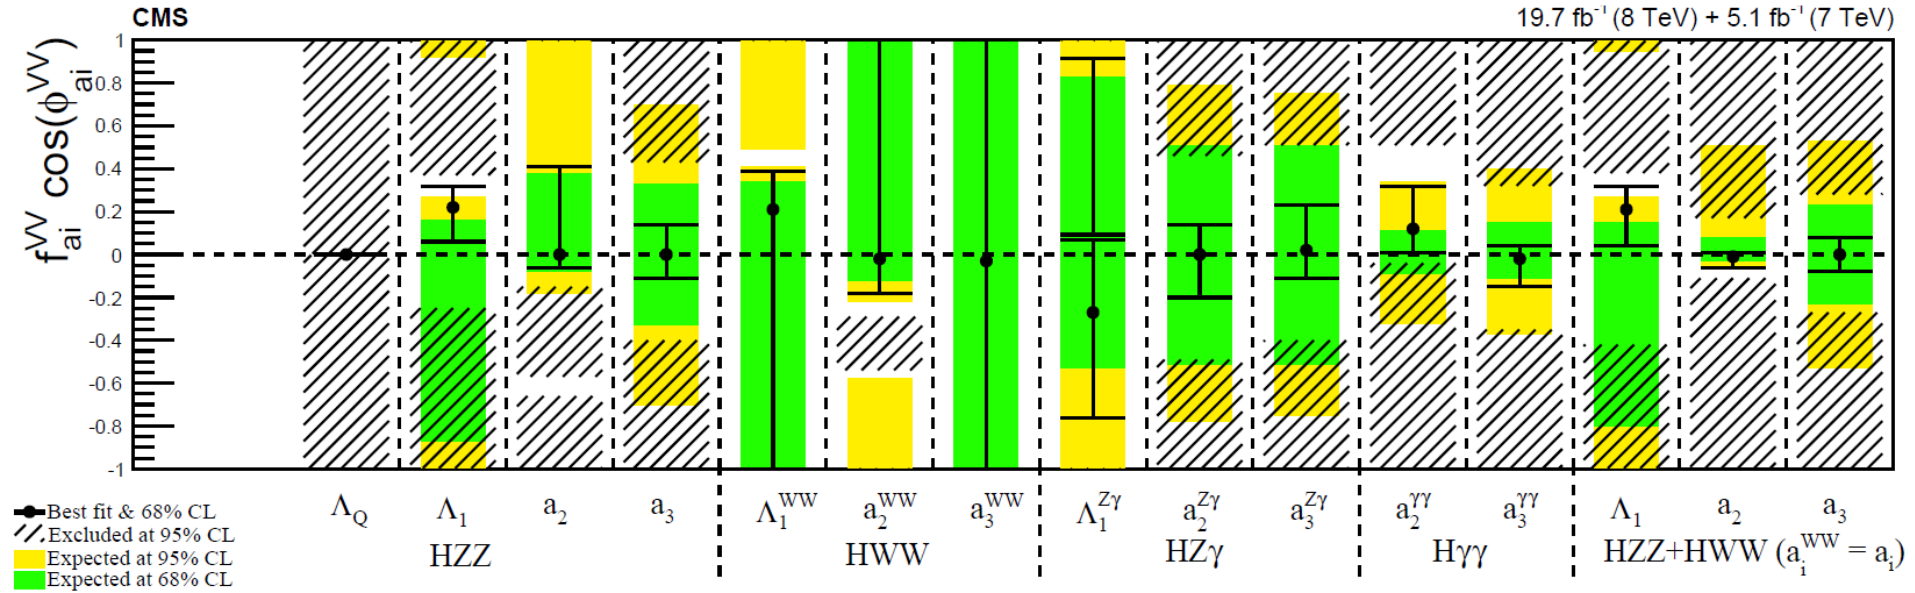 CMS 19.7 fb⁻¹ (8 TeV) + 5.1 fb⁻¹ (7 TeV)
f_ai^VV cos(ϕ_ai^VV)
1
0.8
0.6
0.4
0.2
0
-0.2
-0.4
-0.6
-0.8
-1
Λ_Q Λ_1 a_2 a_3 Λ_1^WW a_2^WW a_3^WW Λ_1^Zγ a_2^Zγ a_3^Zγ a_2^γγ a_3^γγ Λ_1 a_2 a_3
HZZ HWW HZγ Hγγ HZZ+HWW (a_i^WW = a_i)
Best fit & 68% CL
Excluded at 95% CL
Expected at 95% CL
Expected at 68% CL